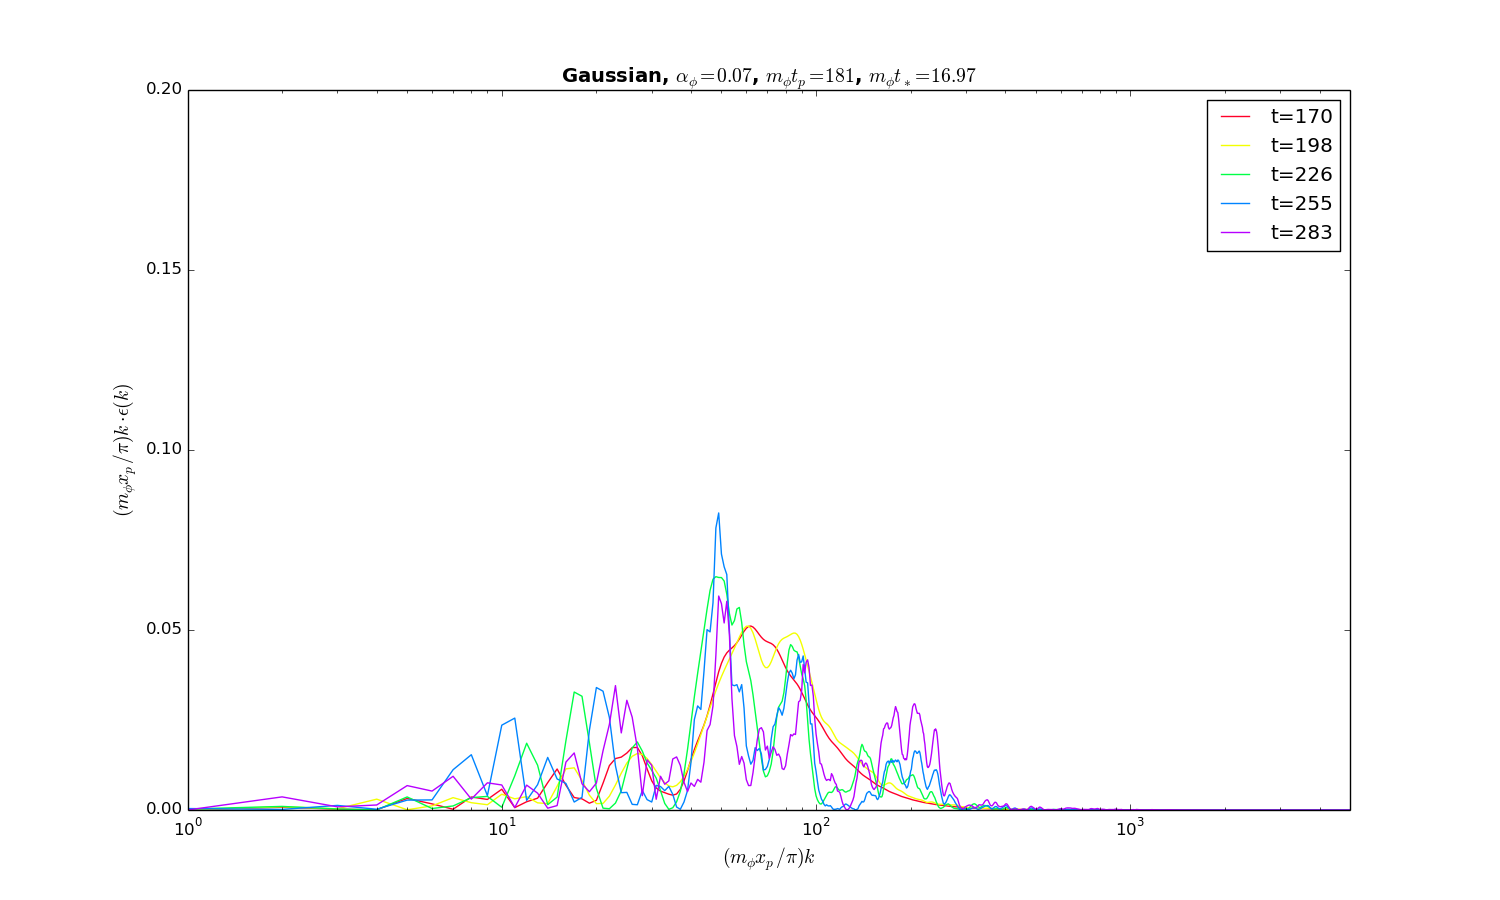 Gaussian, α_ϕ=0.07, m_ϕt_p=181, m_ϕt_*=16.97
0.20
t=170
t=198
t=226
t=255
t=283
0.15
(m_ϕx_p/π)k·ϵ(k)
0.10
0.05
0.00
10^0 10^1 10^2 10^3
(m_ϕx_p/π)k